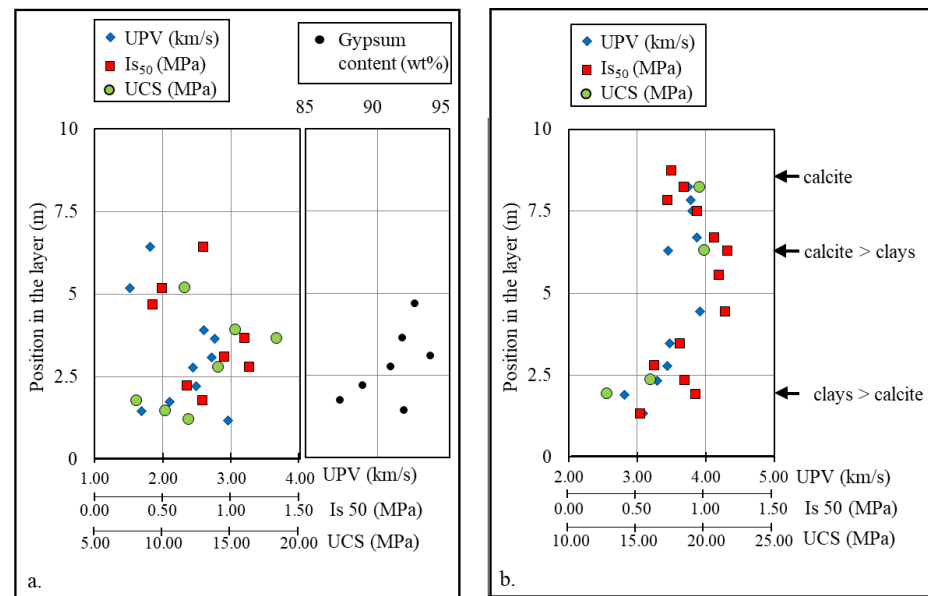 UPV (km/s)
Is50 (MPa)
UCS (MPa)
Gypsum
content (wt%)
85 90 95
10
7.5
5
2.5
0
Position in the layer (m)
1.00 2.00 3.00 4.00 UPV (km/s)
0.00 0.50 1.00 1.50 Is 50 (MPa)
5.00 10.00 15.00 20.00 UCS (MPa)
a.
UPV (km/s)
Is50 (MPa)
UCS (MPa)
10
7.5
5
2.5
0
Position in the layer (m)
calcite
calcite > clays
clays > calcite
2.00 3.00 4.00 5.00 UPV (km/s)
0.00 0.50 1.00 1.50 Is 50 (MPa)
10.00 15.00 20.00 25.00 UCS (MPa)
b.